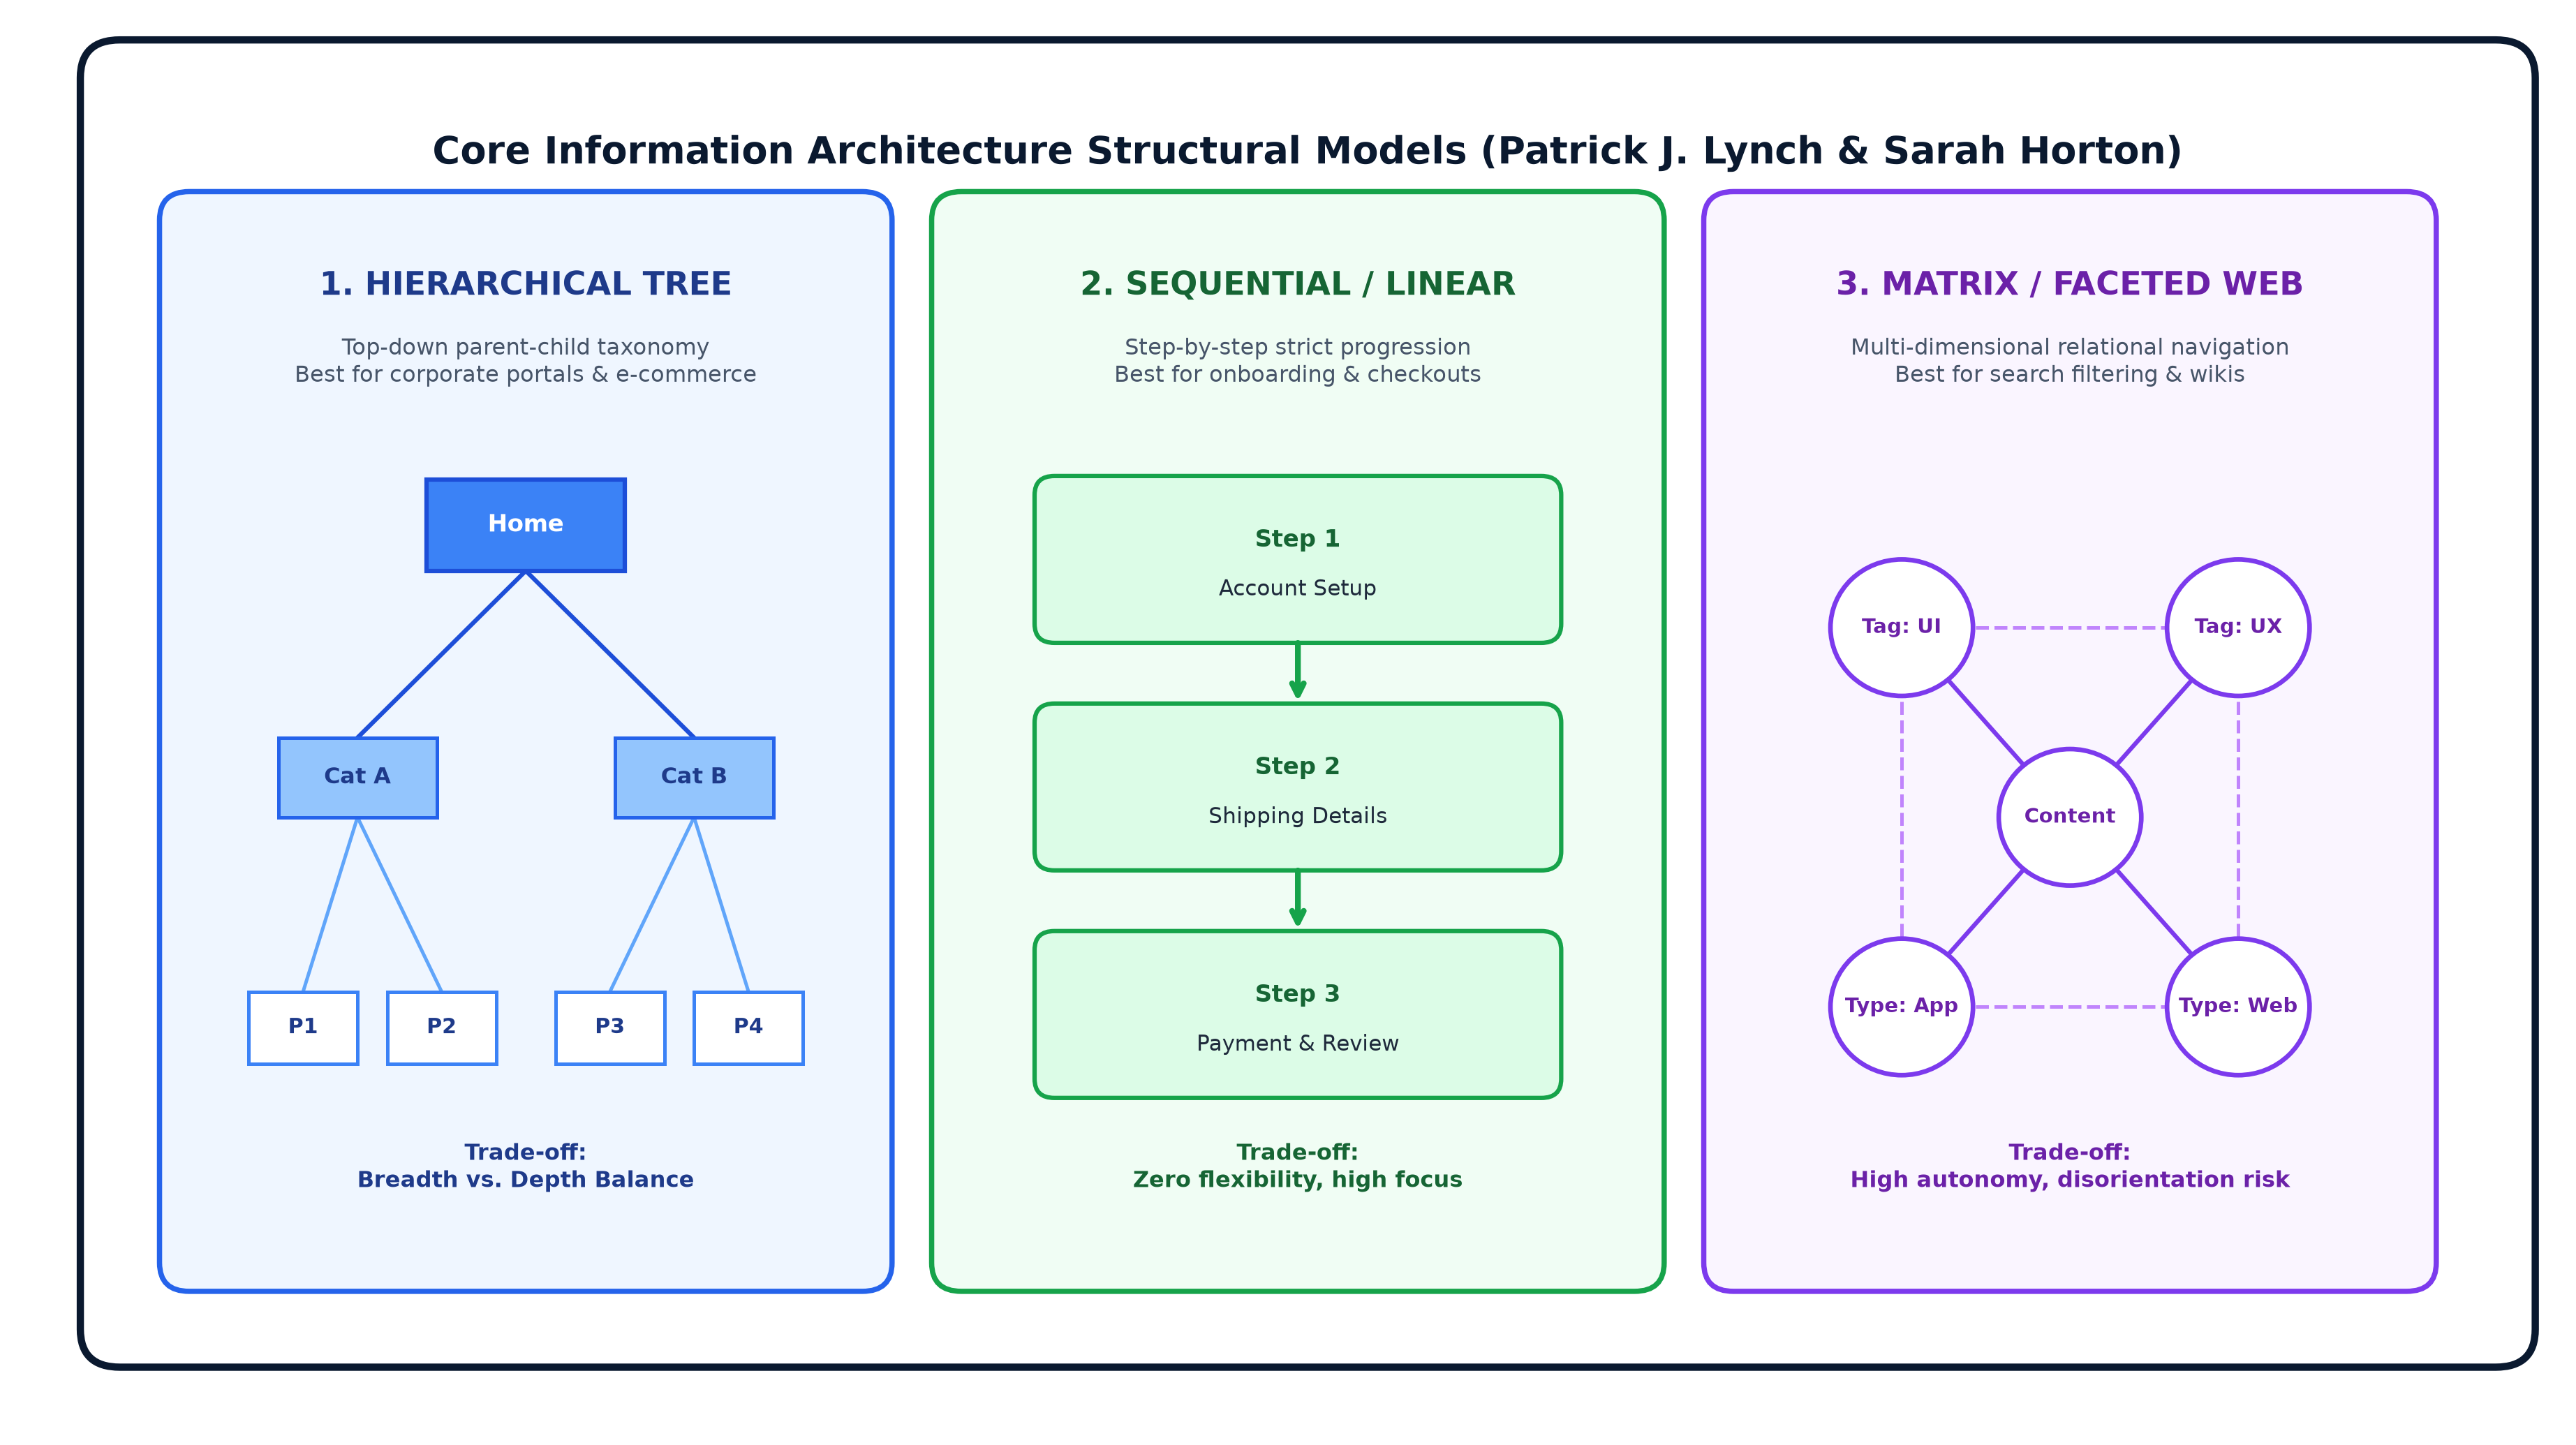 Core Information Architecture Structural Models (Patrick J. Lynch & Sarah Horton)
1. HIERARCHICAL TREE
Top-down parent-child taxonomy
Best for corporate portals & e-commerce
Home
Cat A
Cat B
P1
P2
P3
P4
Trade-off:
Breadth vs. Depth Balance
2. SEQUENTIAL / LINEAR
Step-by-step strict progression
Best for onboarding & checkouts
Step 1
Account Setup
Step 2
Shipping Details
Step 3
Payment & Review
Trade-off:
Zero flexibility, high focus
3. MATRIX / FACETED WEB
Multi-dimensional relational navigation
Best for search filtering & wikis
Tag: UI
Tag: UX
Content
Type: App
Type: Web
Trade-off:
High autonomy, disorientation risk